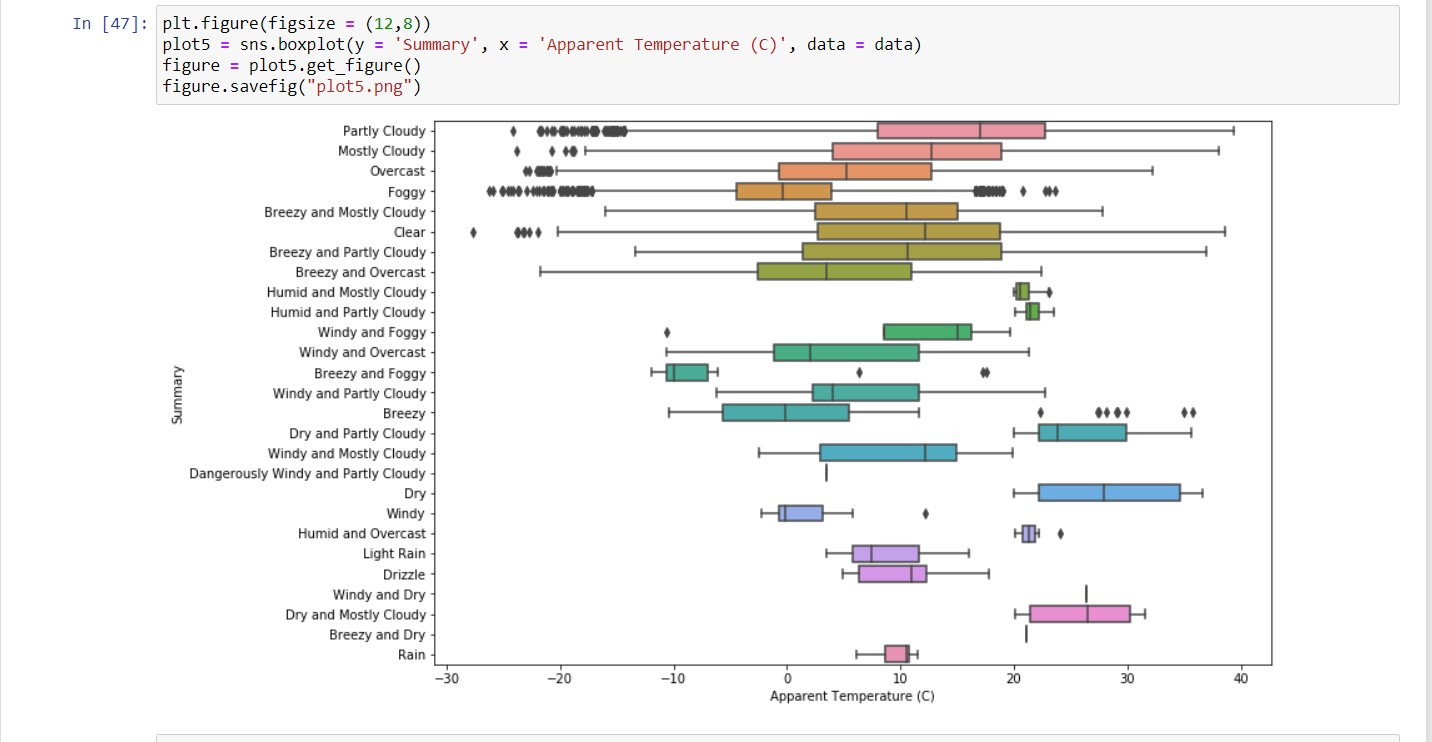 In [47]:
plt.figure(figsize = (12,8))
plot5 = sns.boxplot(y = 'Summary', x = 'Apparent Temperature (C)', data = data)
figure = plot5.get_figure()
figure.savefig("plot5.png")
Partly Cloudy
Mostly Cloudy
Overcast
Foggy
Breezy and Mostly Cloudy
Clear
Breezy and Partly Cloudy
Breezy and Overcast
Humid and Mostly Cloudy
Humid and Partly Cloudy
Windy and Foggy
Windy and Overcast
Breezy and Foggy
Windy and Partly Cloudy
Breezy
Dry and Partly Cloudy
Windy and Mostly Cloudy
Dangerously Windy and Partly Cloudy
Dry
Windy
Humid and Overcast
Light Rain
Drizzle
Windy and Dry
Dry and Mostly Cloudy
Breezy and Dry
Rain
Summary
−30 −20 −10 0 10 20 30 40
Apparent Temperature (C)